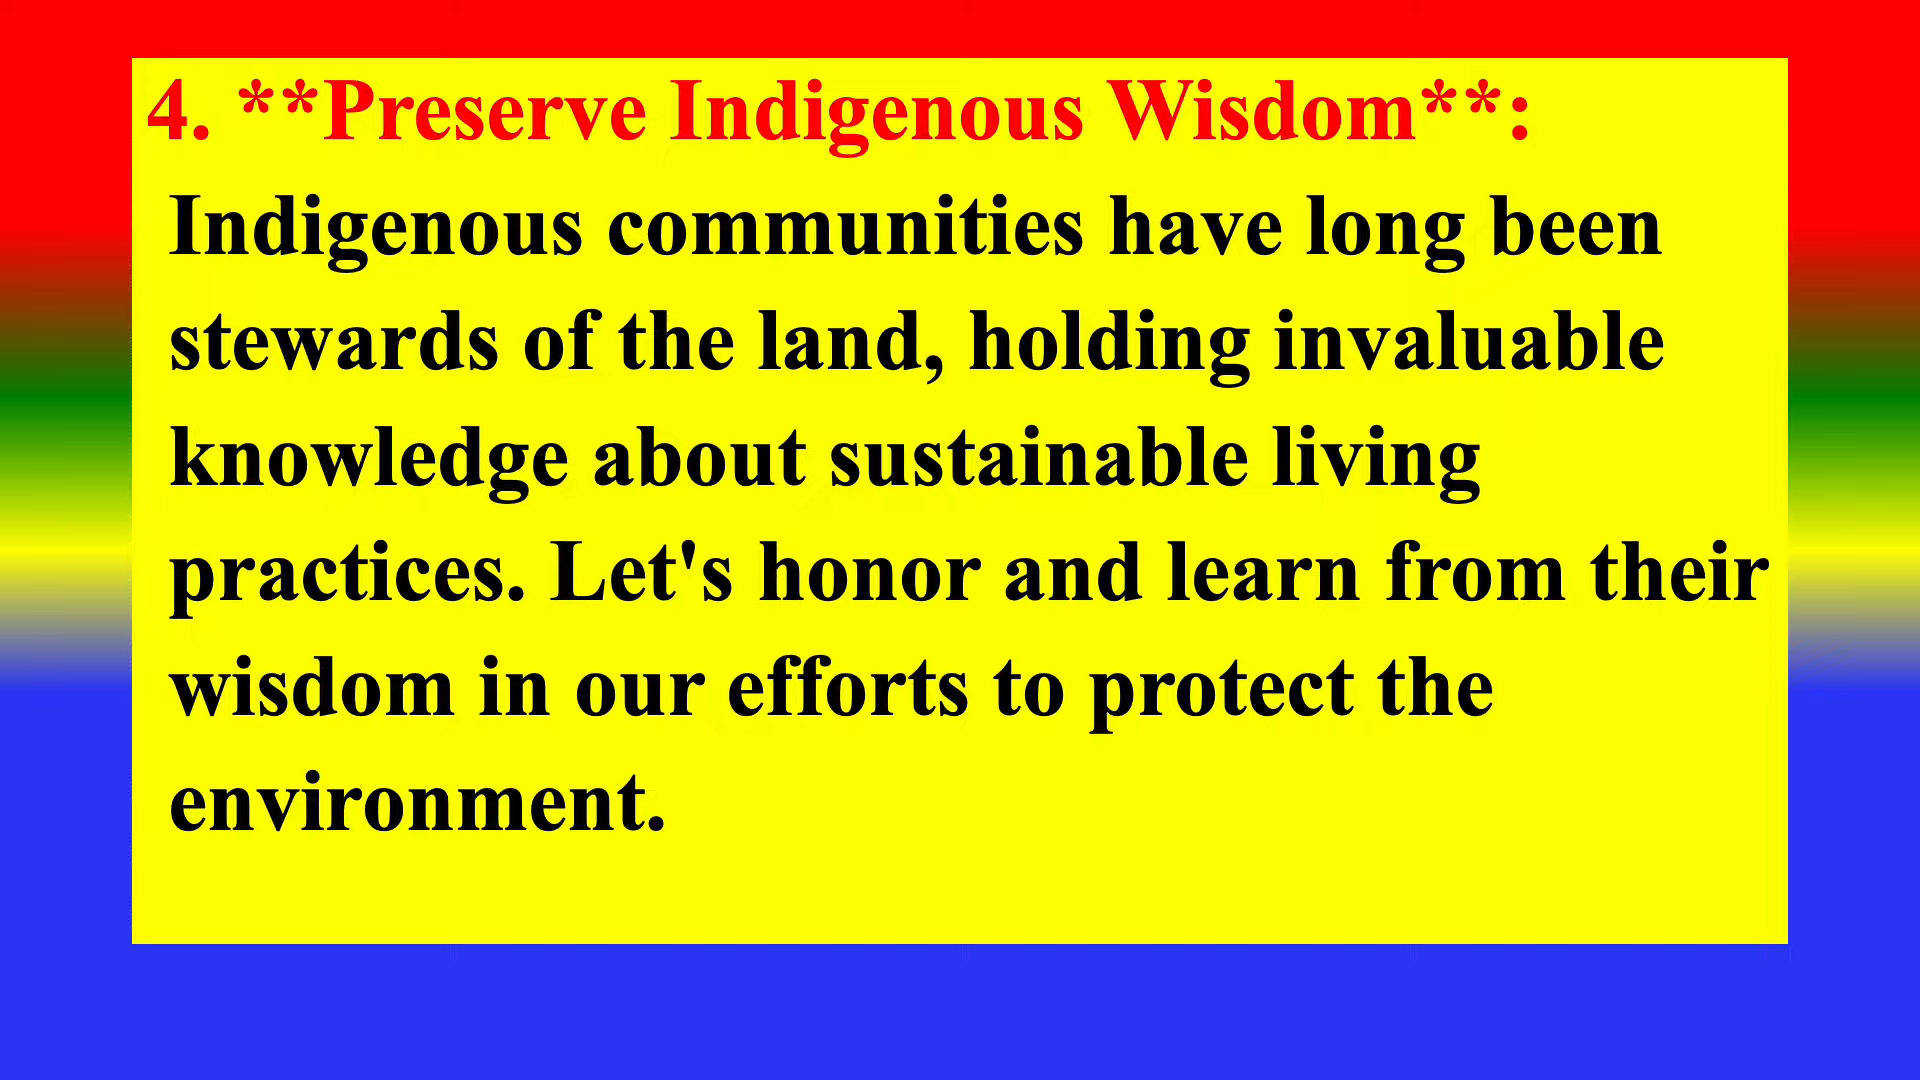 4. **Preserve Indigenous Wisdom**:
Indigenous communities have long been
stewards of the land, holding invaluable
knowledge about sustainable living
practices. Let's honor and learn from their
wisdom in our efforts to protect the
environment.